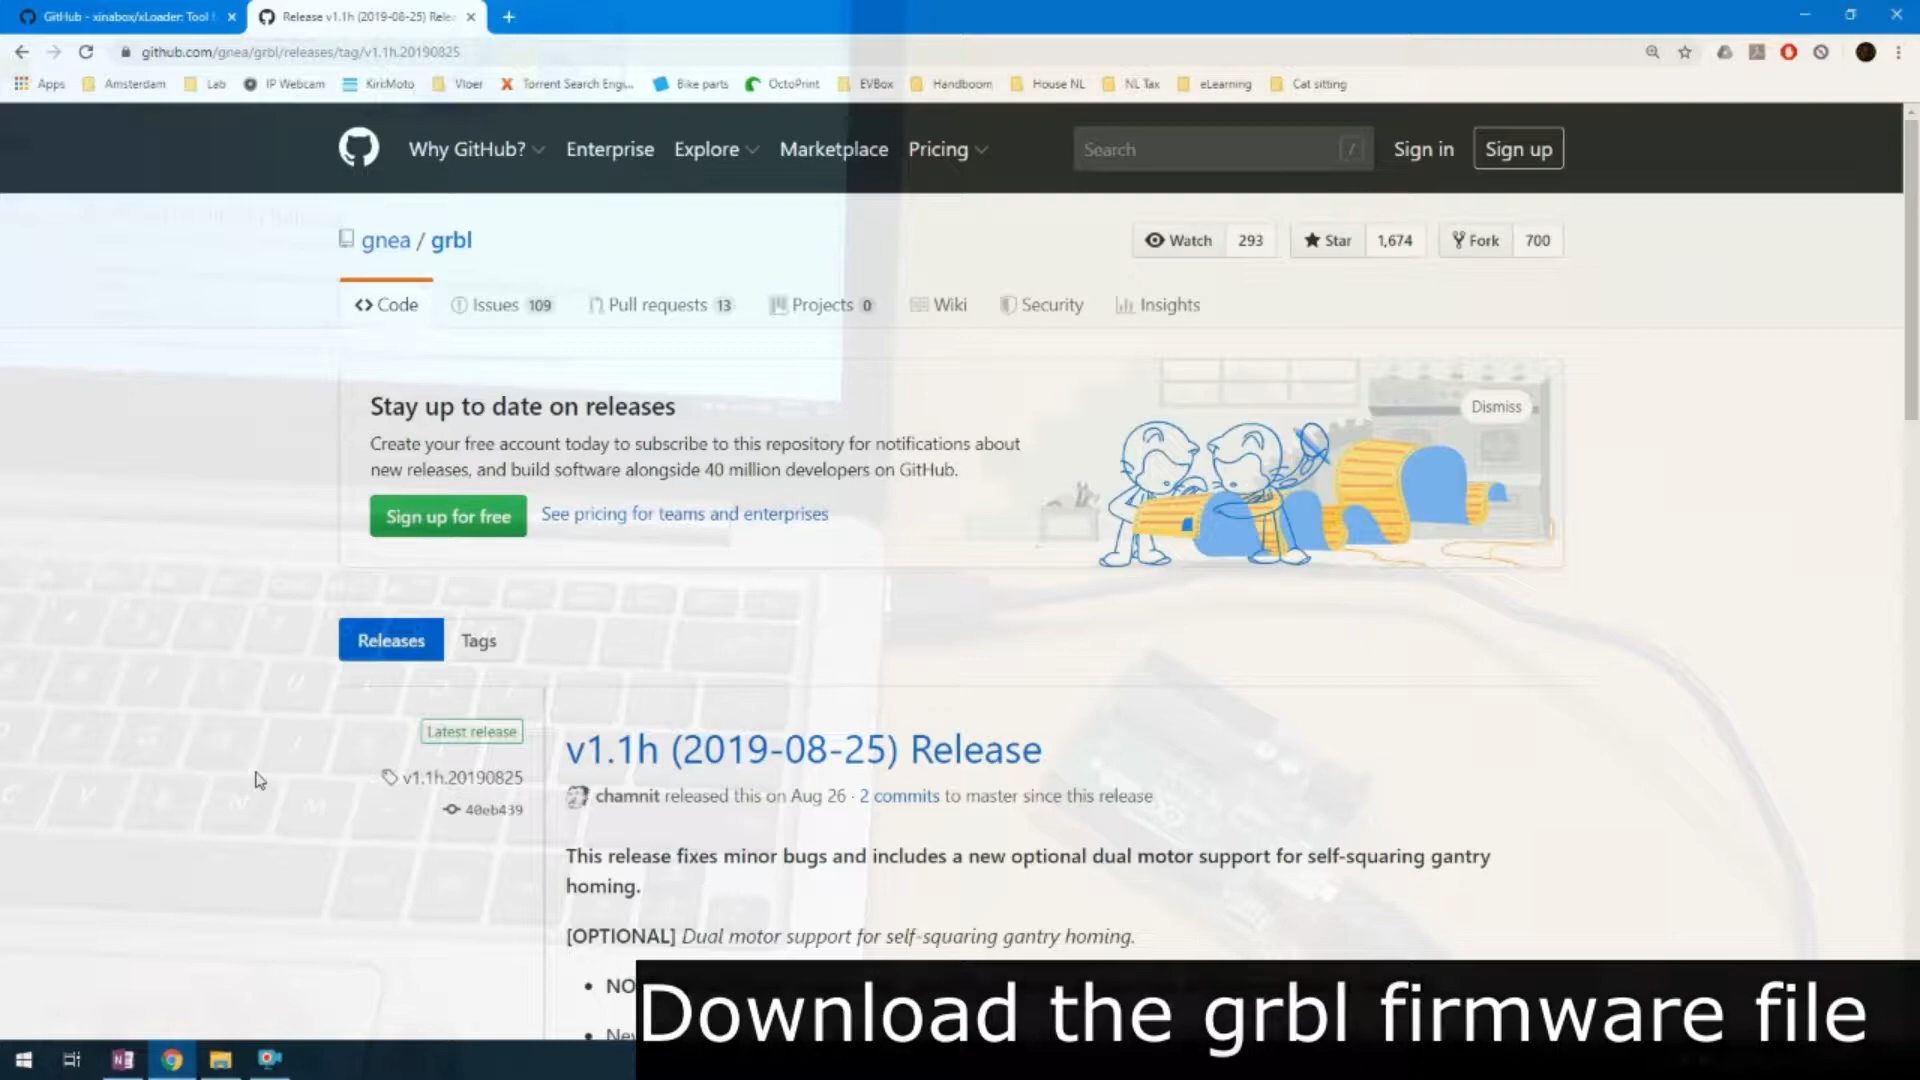 GitHub - xinabox/xLoader: Tool
Release v1.1h (2019-08-25) Rele
github.com/gnea/grbl/releases/tag/v1.1h.20190825
Apps Amsterdam Lab IP Webcam Kiri:Moto Vloer Torrent Search Engi... Bike parts OctoPrint EVBox Handboom House NL NL Tax eLearning Cat sitting
Why GitHub? Enterprise Explore Marketplace Pricing Search / Sign in Sign up
gnea / grbl
Watch 293 Star 1,674 Fork 700
Code Issues 109 Pull requests 13 Projects 0 Wiki Security Insights
Stay up to date on releases
Dismiss
Create your free account today to subscribe to this repository for notifications about
new releases, and build software alongside 40 million developers on GitHub.
Sign up for free See pricing for teams and enterprises
Releases Tags
Latest release
v1.1h.20190825
40eb439
v1.1h (2019-08-25) Release
chamnit released this on Aug 26 · 2 commits to master since this release
This release fixes minor bugs and includes a new optional dual motor support for self-squaring gantry
homing.
[OPTIONAL] Dual motor support for self-squaring gantry homing.
• NO
• Nev
Download the grbl firmware file